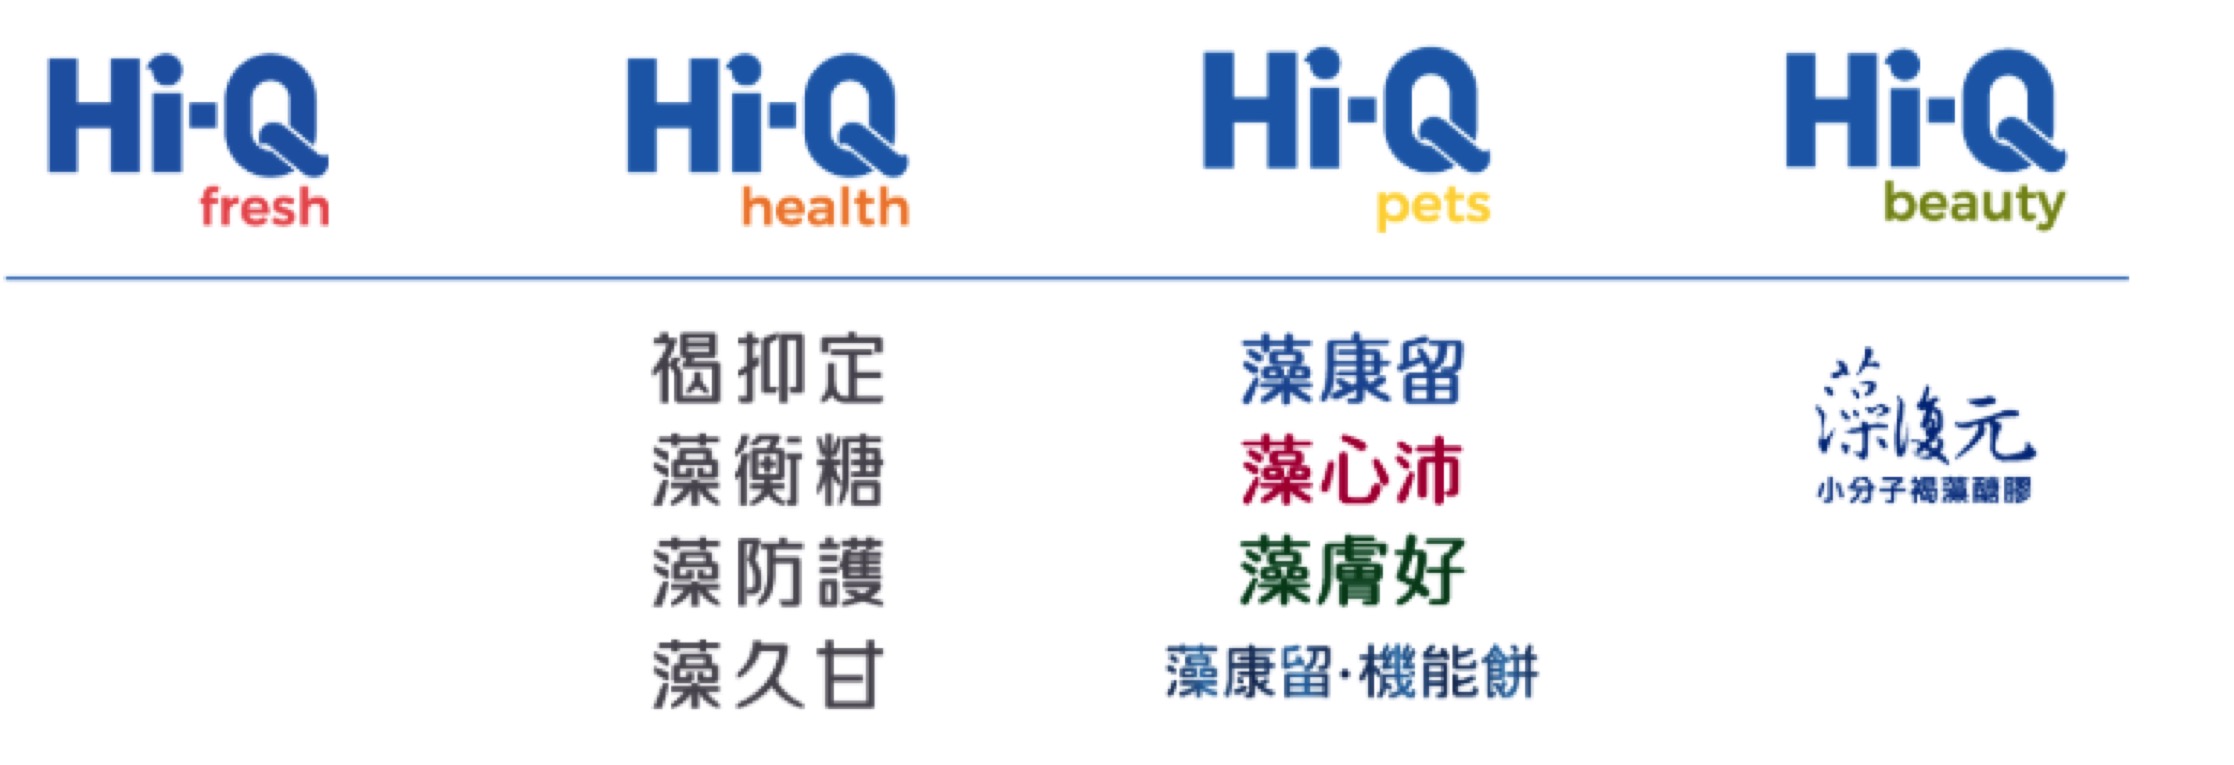 Hi-Q
fresh
Hi-Q
health
Hi-Q
pets
Hi-Q
beauty
褐抑定
藻衡糖
藻防護
藻久甘
藻康留
藻心沛
藻膚好
藻康留·機能餅
藻復元
小分子褐藻醣膠